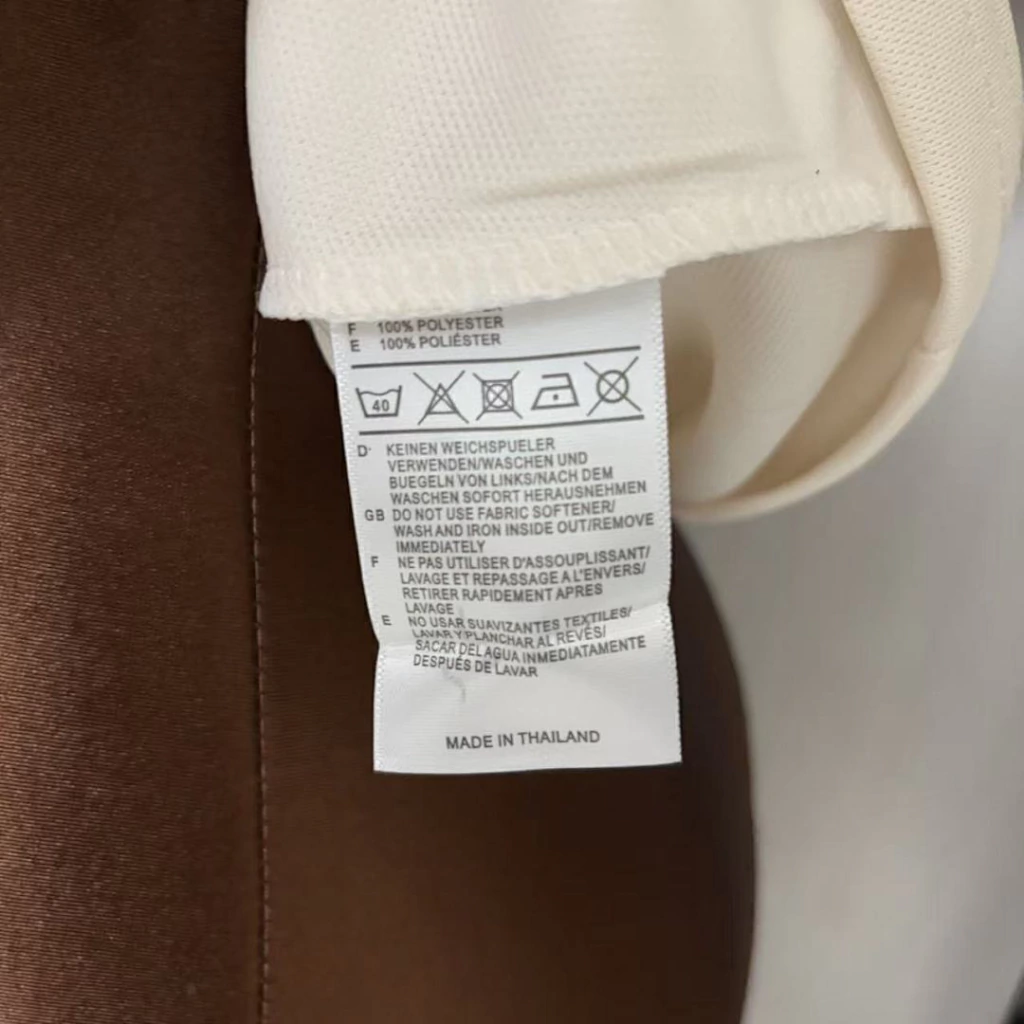 F 100% POLYESTER
E 100% POLIÉSTER
40
D· KEINEN WEICHSPUELER
VERWENDEN/WASCHEN UND
BUEGELN VON LINKS/NACH DEM
WASCHEN SOFORT HERAUSNEHMEN
GB DO NOT USE FABRIC SOFTENER/
WASH AND IRON INSIDE OUT/REMOVE
IMMEDIATELY
F NE PAS UTILISER D'ASSOUPLISSANT/
LAVAGE ET REPASSAGE A L'ENVERS/
RETIRER RAPIDEMENT APRES
LAVAGE
E NO USAR SUAVIZANTES TEXTILES/
LAVAR Y PLANCHAR AL REVÉS/
SACAR DEL AGUA INMEDIATAMENTE
DESPUÉS DE LAVAR
MADE IN THAILAND